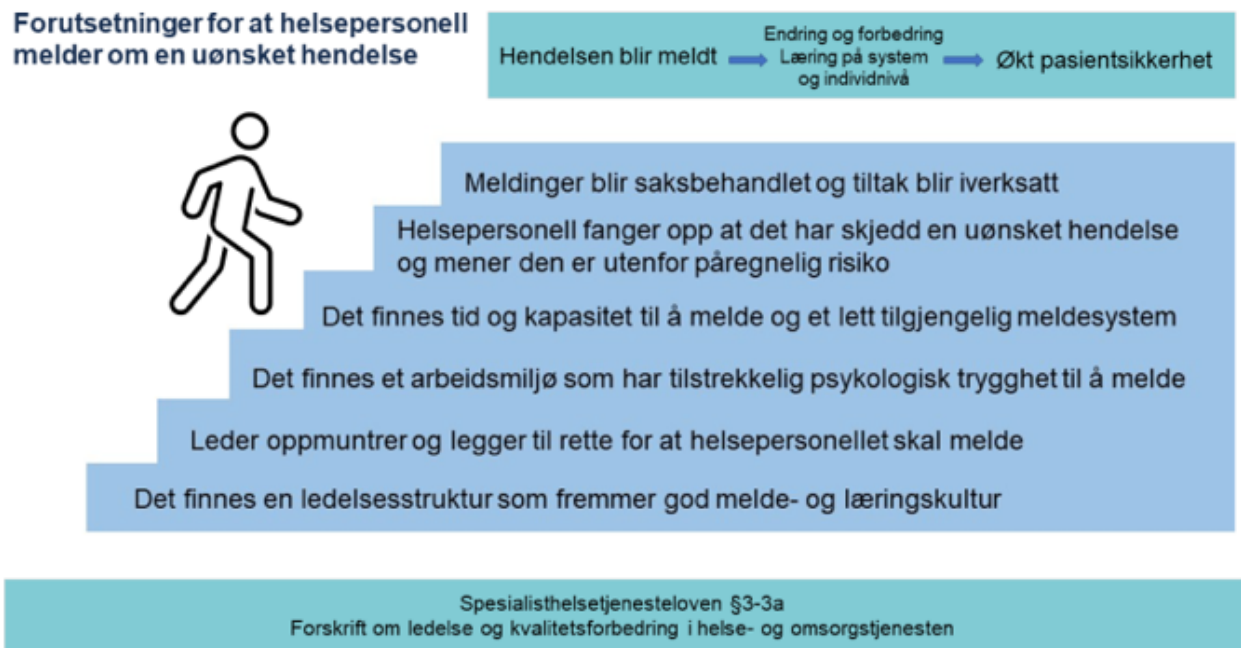 Forutsetninger for at helsepersonell
melder om en uønsket hendelse
Hendelsen blir meldt
Endring og forbedring
Læring på system
og individnivå
Økt pasientsikkerhet
Meldinger blir saksbehandlet og tiltak blir iverksatt
Helsepersonell fanger opp at det har skjedd en uønsket hendelse
og mener den er utenfor påregnelig risiko
Det finnes tid og kapasitet til å melde og et lett tilgjengelig meldesystem
Det finnes et arbeidsmiljø som har tilstrekkelig psykologisk trygghet til å melde
Leder oppmuntrer og legger til rette for at helsepersonellet skal melde
Det finnes en ledelsesstruktur som fremmer god melde- og læringskultur
Spesialisthelsetjenesteloven §3-3a
Forskrift om ledelse og kvalitetsforbedring i helse- og omsorgstjenesten